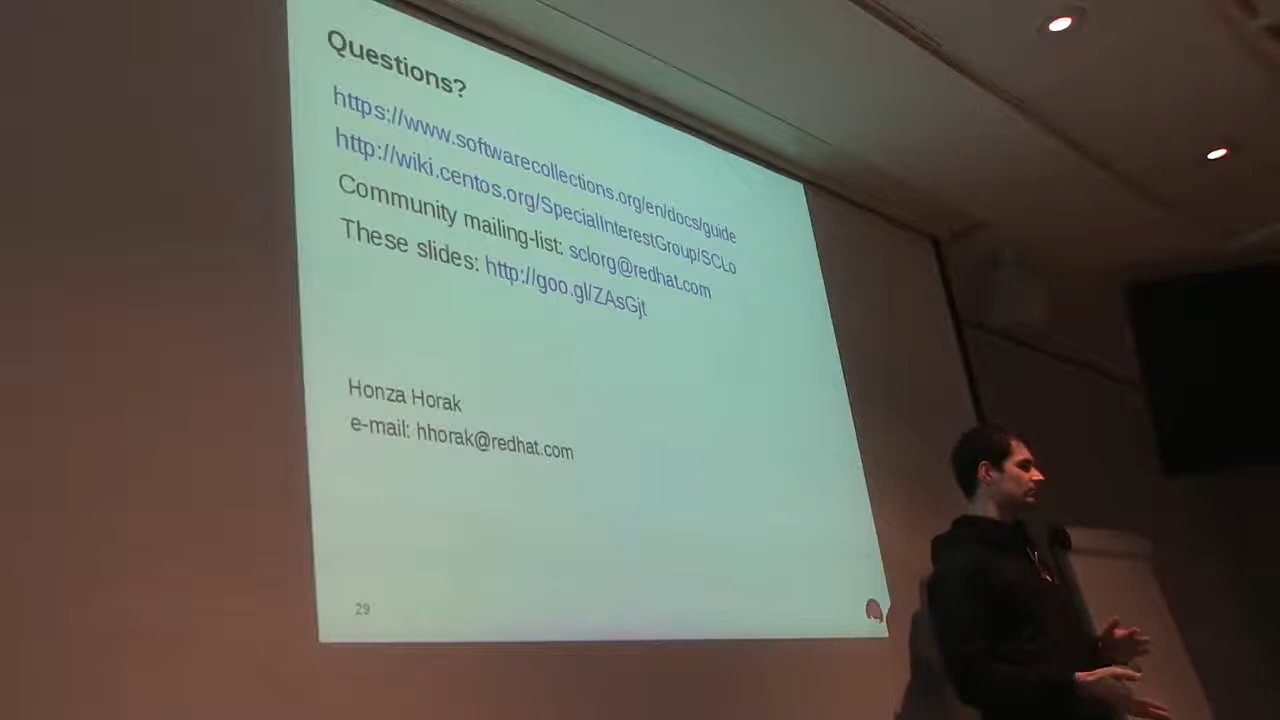 Questions?
https://www.softwarecollections.org/en/docs/guide
http://wiki.centos.org/SpecialInterestGroup/SCLo
Community mailing-list: sclorg@redhat.com
These slides: http://goo.gl/ZAsGjt
Honza Horak
e-mail: hhorak@redhat.com
29